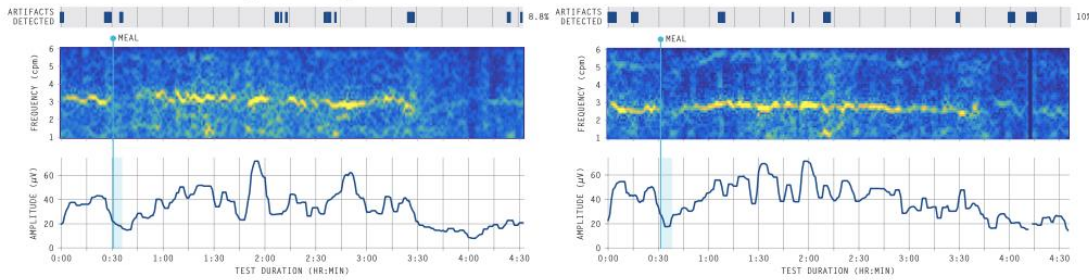 ARTIFACTS
DETECTED
8.8%
MEAL
FREQUENCY (cpm)
6
5
4
3
2
1
AMPLITUDE (μV)
60
40
20
0
0:00 0:30 1:00 1:30 2:00 2:30 3:00 3:30 4:00 4:30
TEST DURATION (HR:MIN)
ARTIFACTS
DETECTED
10%
MEAL
FREQUENCY (cpm)
6
5
4
3
2
1
AMPLITUDE (μV)
60
40
20
0
0:00 0:30 1:00 1:30 2:00 2:30 3:00 3:30 4:00 4:30
TEST DURATION (HR:MIN)